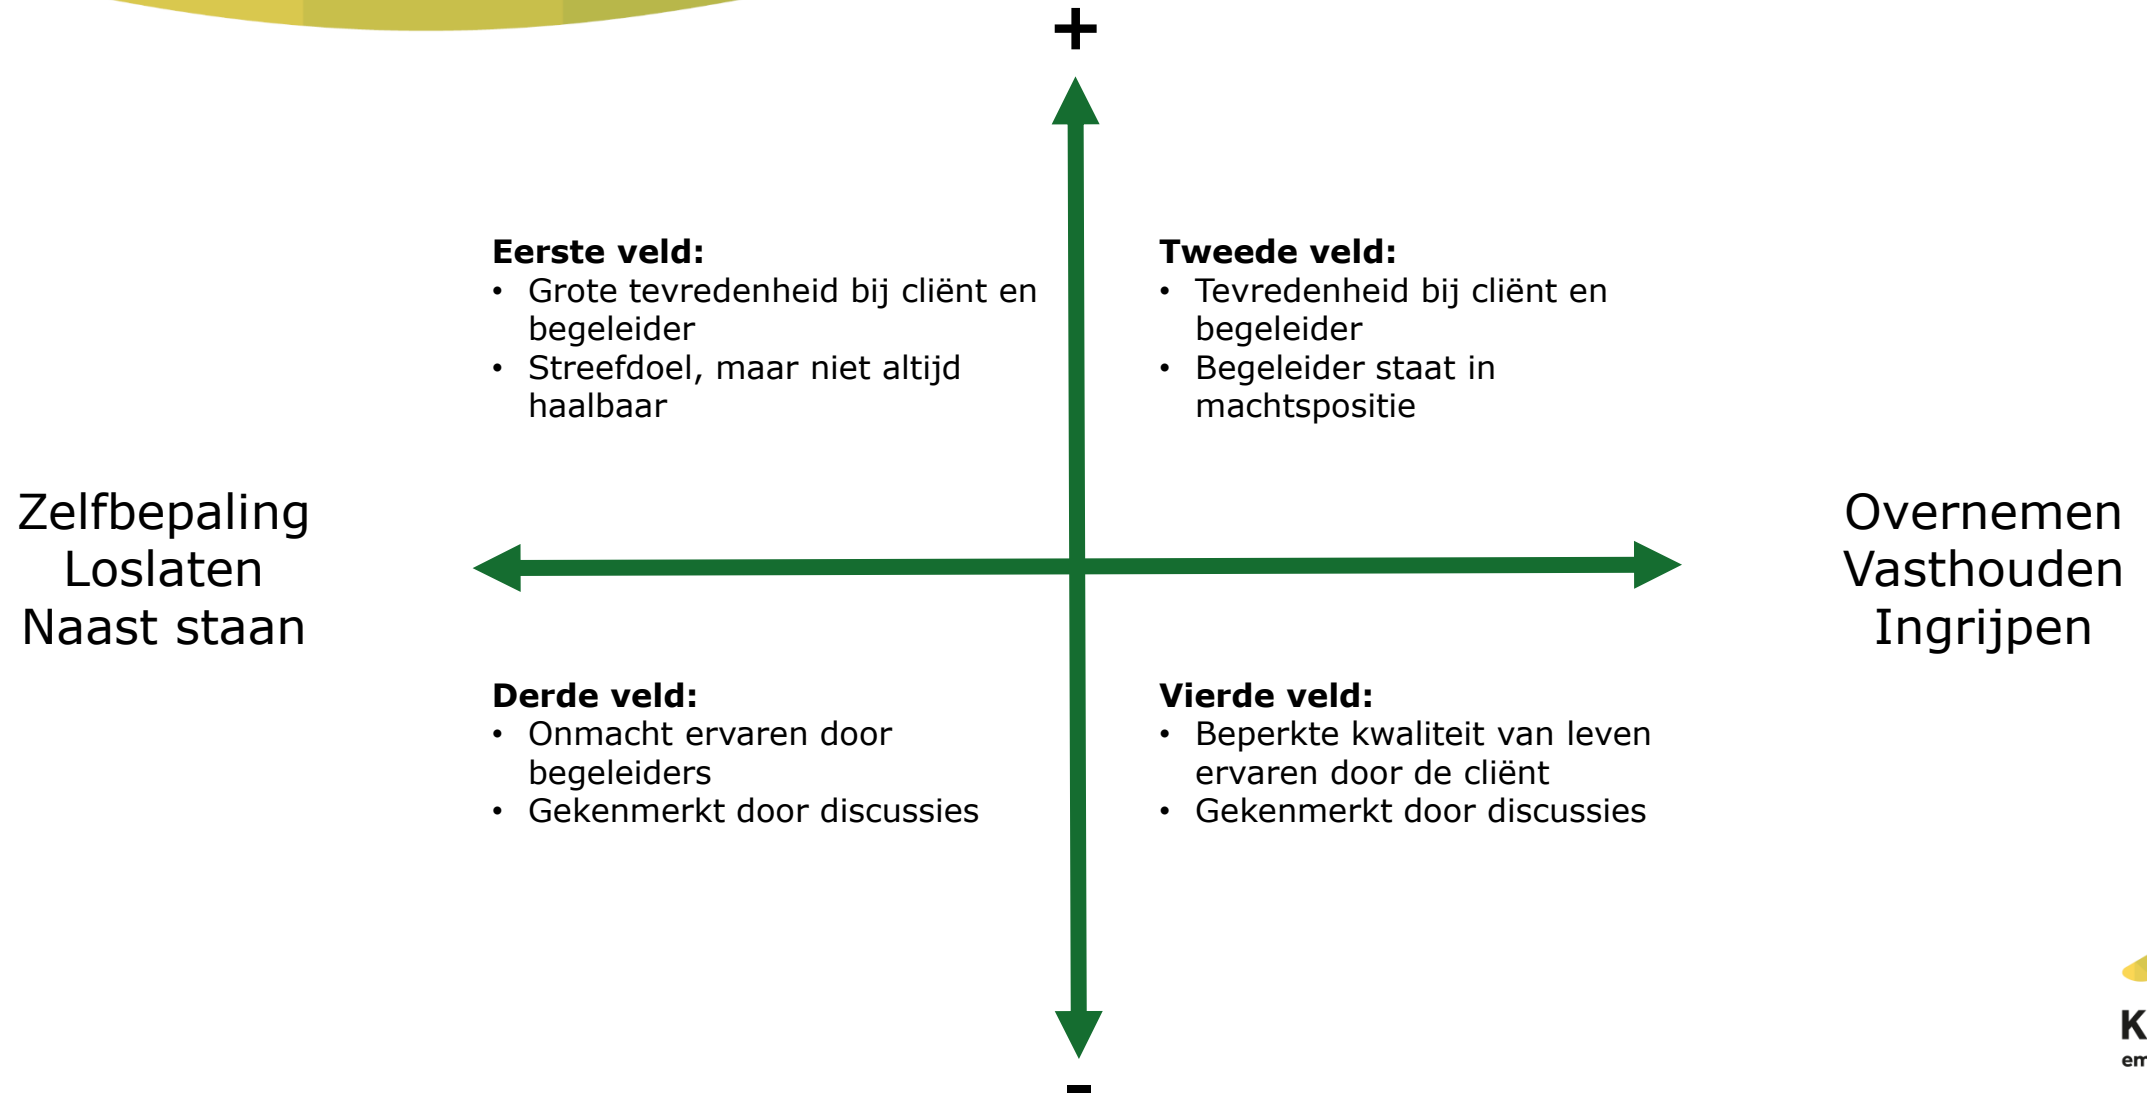 +
Eerste veld:
• Grote tevredenheid bij cliënt en
begeleider
• Streefdoel, maar niet altijd
haalbaar
Tweede veld:
• Tevredenheid bij cliënt en
begeleider
• Begeleider staat in
machtspositie
Zelfbepaling
Loslaten
Naast staan
Overnemen
Vasthouden
Ingrijpen
Derde veld:
• Onmacht ervaren door
begeleiders
• Gekenmerkt door discussies
Vierde veld:
• Beperkte kwaliteit van leven
ervaren door de cliënt
• Gekenmerkt door discussies
K
em
-